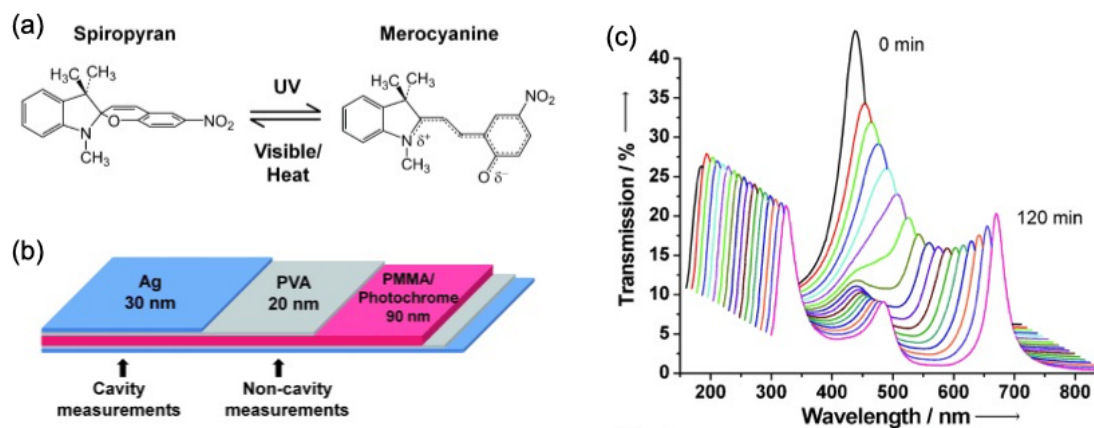 (a)
Spiropyran
Merocyanine
H₃C
CH₃
N
O
CH₃
NO₂
UV
Visible/
Heat
H₃C
CH₃
N
δ⁺
CH₃
O δ⁻
NO₂
(b)
Ag
30 nm
PVA
20 nm
PMMA/
Photochrome
90 nm
Cavity
measurements
Non-cavity
measurements
(c)
0 min
120 min
Transmission / %
40
35
30
25
20
15
10
5
0
200 300 400 500 600 700 800
Wavelength / nm